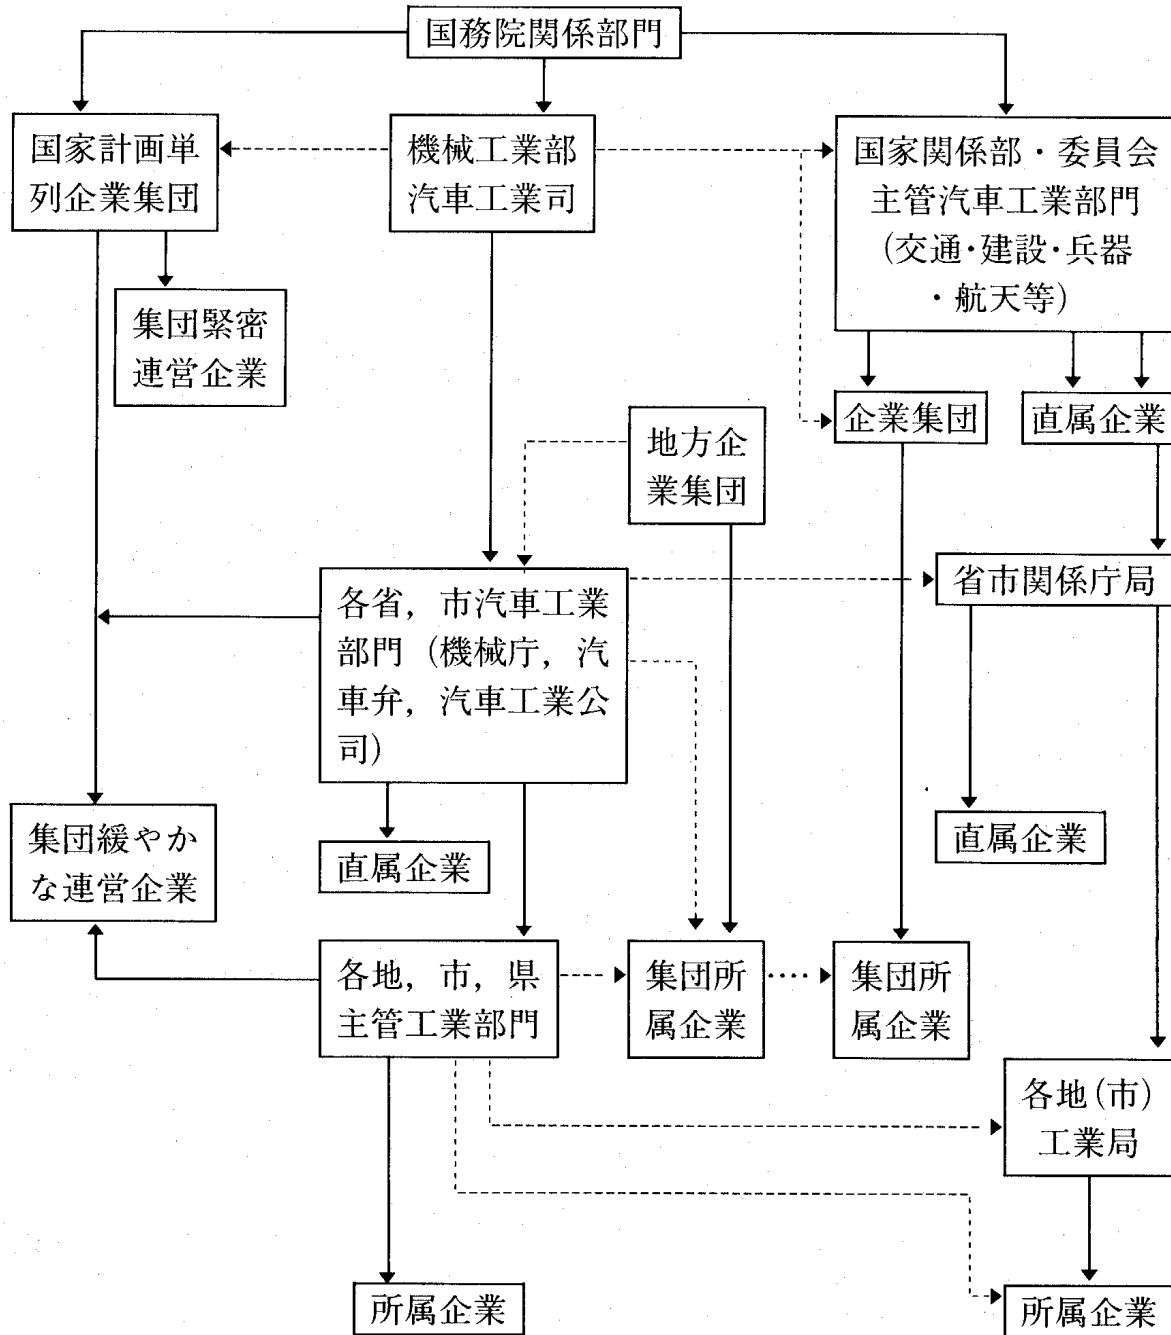 国務院関係部門
国家計画単
列企業集団
機械工業部
汽車工業司
国家関係部・委員会
主管汽車工業部門
(交通・建設・兵器
・航天等)
集団緊密
連営企業
企業集団
直属企業
地方企
業集団
各省，市汽車工業
部門（機械庁，汽
車弁，汽車工業公
司）
省市関係庁局
集団緩やか
な連営企業
直属企業
直属企業
各地，市，県
主管工業部門
集団所
属企業
集団所
属企業
各地(市)
工業局
所属企業
所属企業